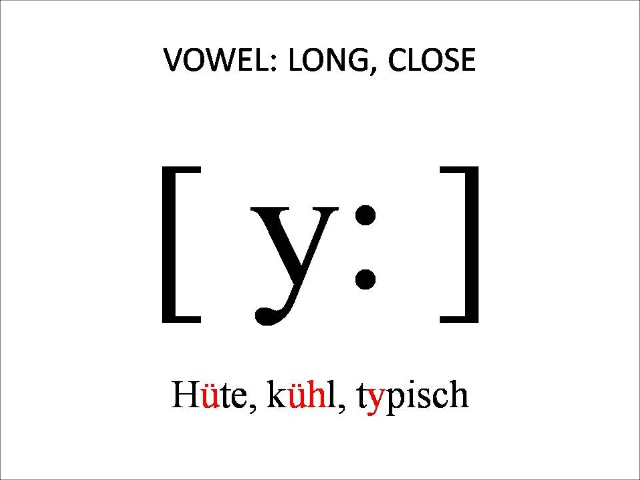 VOWEL: LONG, CLOSE
[ y: ]
Hüte, kühl, typisch